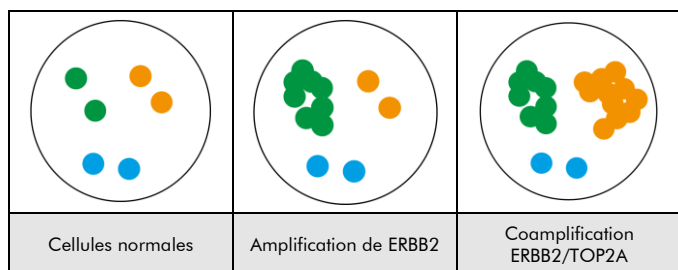 Cellules normales
Amplification de ERBB2
Coamplification
ERBB2/TOP2A